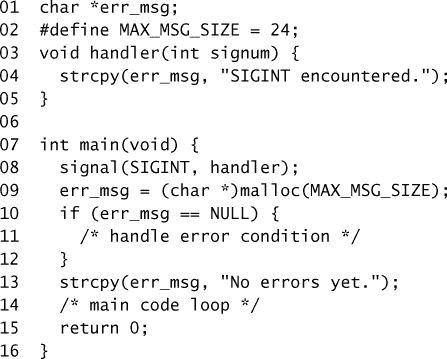 01 char *err_msg;
02 #define MAX_MSG_SIZE = 24;
03 void handler(int signum) {
04   strcpy(err_msg, "SIGINT encountered.");
05 }
06
07 int main(void) {
08   signal(SIGINT, handler);
09   err_msg = (char *)malloc(MAX_MSG_SIZE);
10   if (err_msg == NULL) {
11     /* handle error condition */
12   }
13   strcpy(err_msg, "No errors yet.");
14   /* main code loop */
15   return 0;
16 }